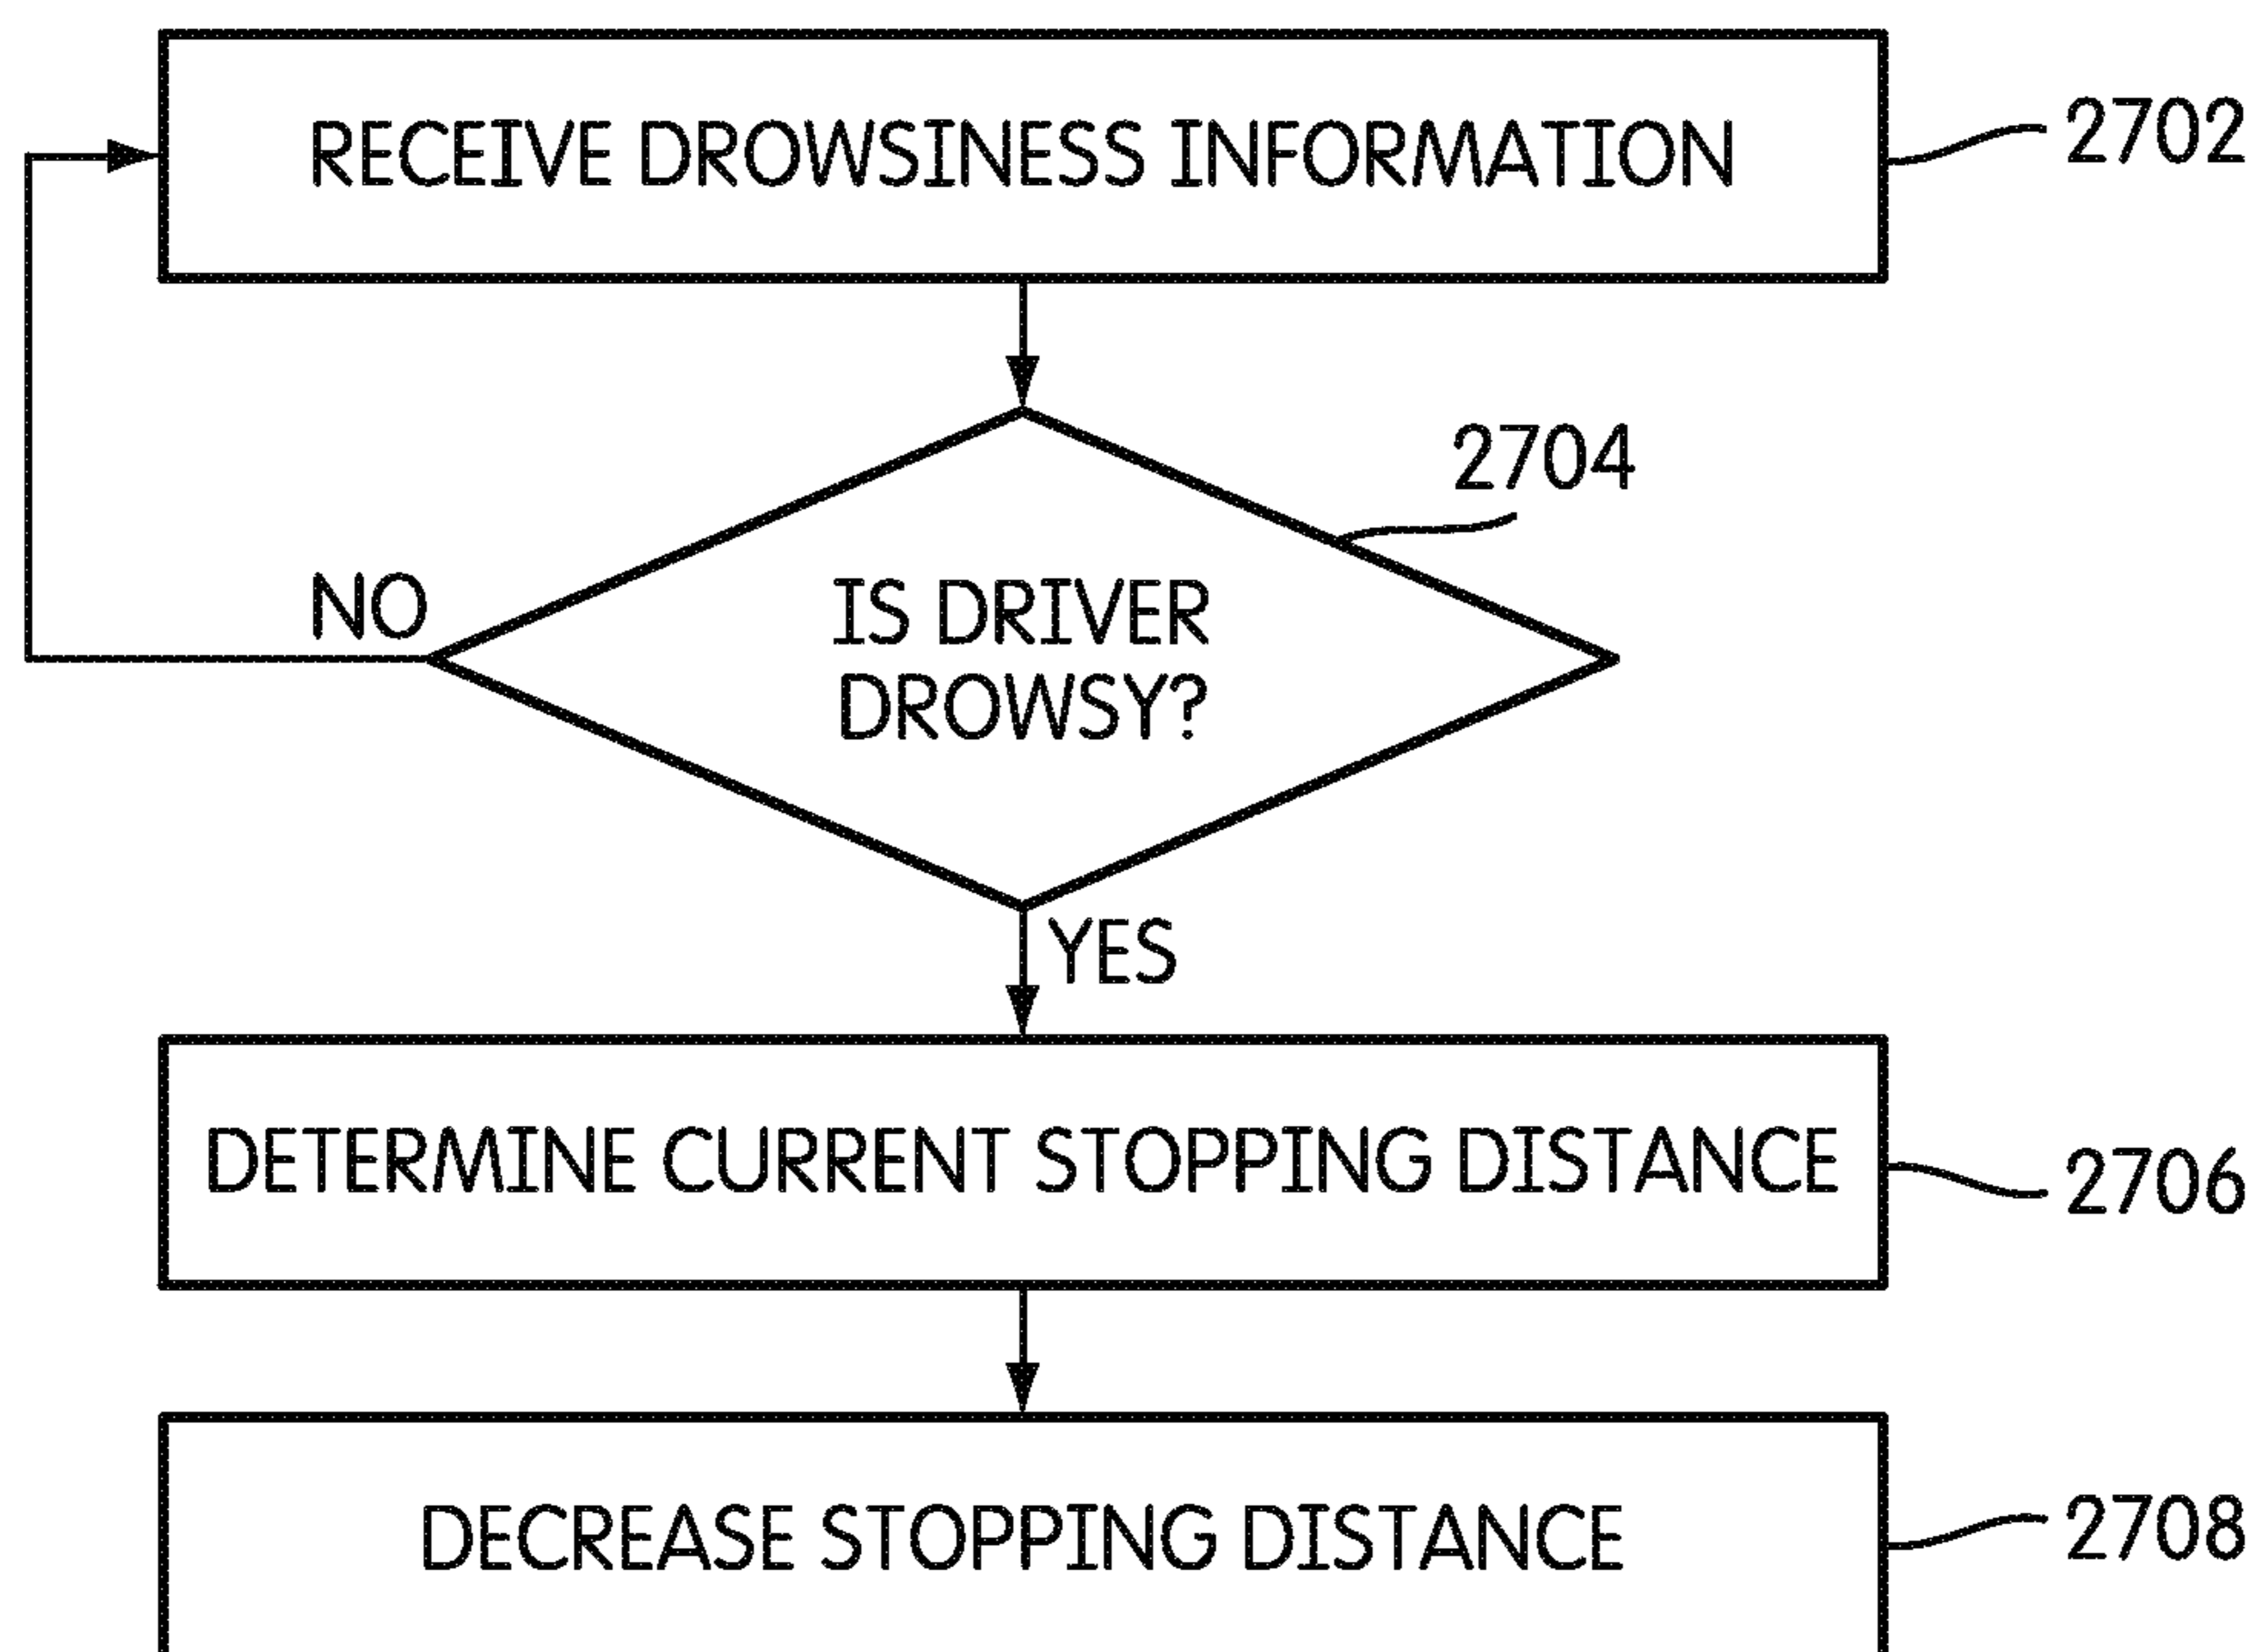 RECEIVE DROWSINESS INFORMATION
2702
2704
IS DRIVER
DROWSY?
NO
YES
DETERMINE CURRENT STOPPING DISTANCE
2706
DECREASE STOPPING DISTANCE
2708